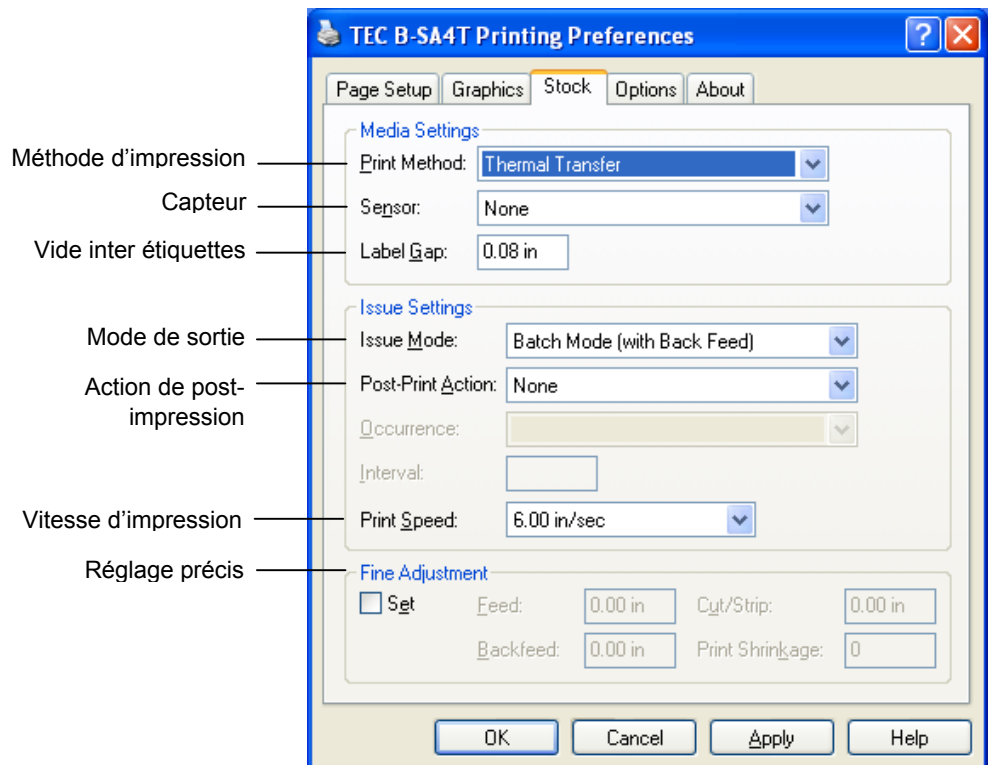 TEC B-SA4T Printing Preferences
Page Setup Graphics Stock Options About
Media Settings
Méthode d'impression Print Method: Thermal Transfer
Capteur Sensor: None
Vide inter étiquettes Label Gap: 0.08 in
Issue Settings
Mode de sortie Issue Mode: Batch Mode (with Back Feed)
Action de post-
impression
Post-Print Action: None
Occurrence:
Interval:
Vitesse d'impression Print Speed: 6.00 in/sec
Réglage précis Fine Adjustment
Set Feed: 0.00 in Cut/Strip: 0.00 in
Backfeed: 0.00 in Print Shrinkage: 0
OK Cancel Apply Help